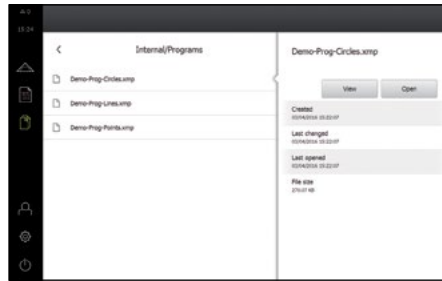 15:24
Internal/Programs
Demo-Prog-Circles.xmp
Demo-Prog-Lines.xmp
Demo-Prog-Points.xmp
Demo-Prog-Circles.xmp
View
Open
Created
Last changed
Last opened
File size